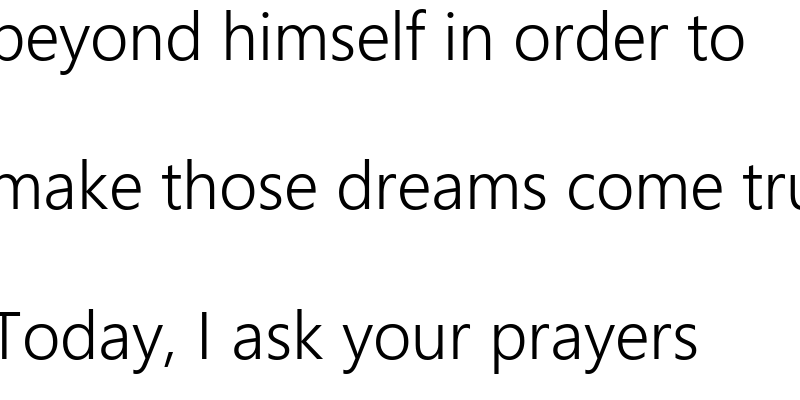 beyond himself in order to
make those dreams come tru
Today, I ask your prayers